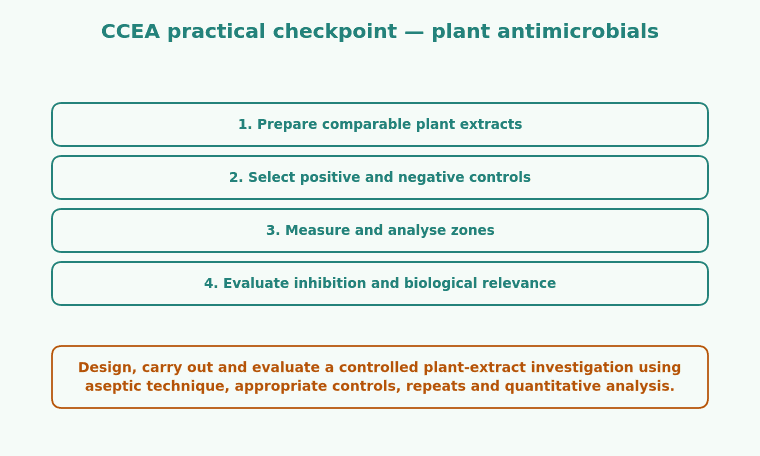 CCEA practical checkpoint — plant antimicrobials
1. Prepare comparable plant extracts
2. Select positive and negative controls
3. Measure and analyse zones
4. Evaluate inhibition and biological relevance
Design, carry out and evaluate a controlled plant-extract investigation using
aseptic technique, appropriate controls, repeats and quantitative analysis.